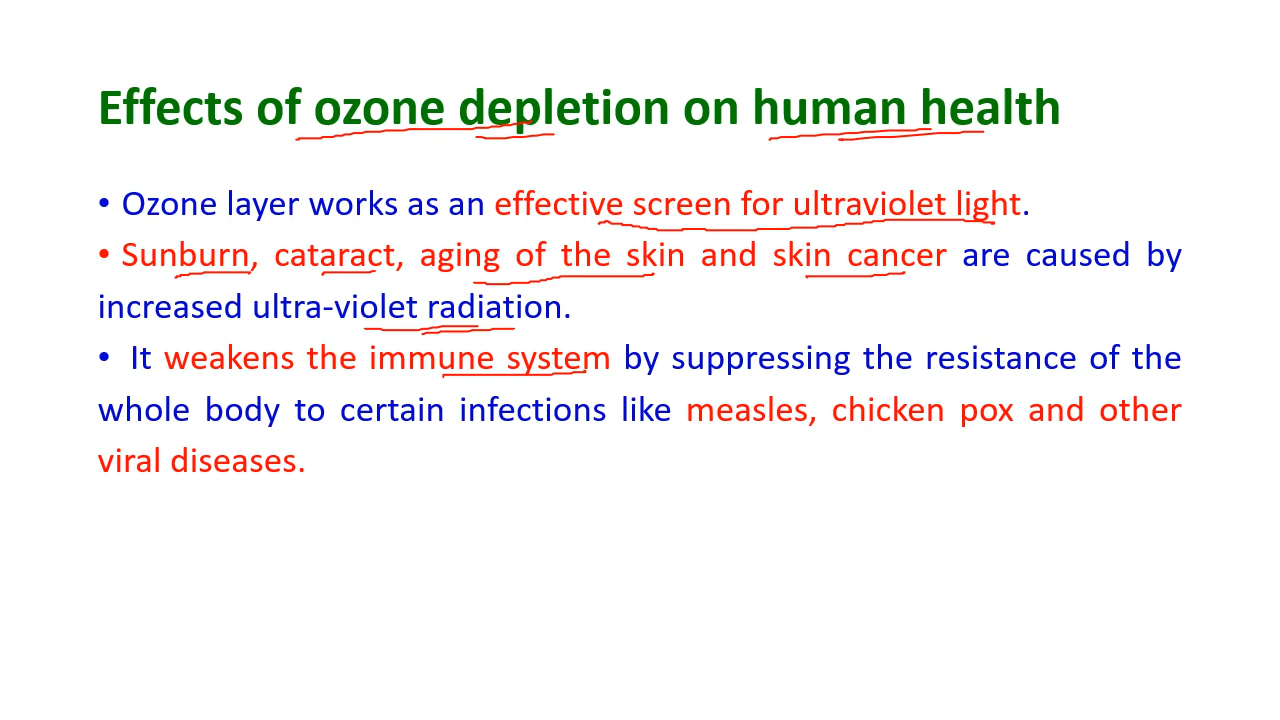 Effects of ozone depletion on human health
• Ozone layer works as an effective screen for ultraviolet light.
• Sunburn, cataract, aging of the skin and skin cancer are caused by
increased ultra-violet radiation.
• It weakens the immune system by suppressing the resistance of the
whole body to certain infections like measles, chicken pox and other
viral diseases.